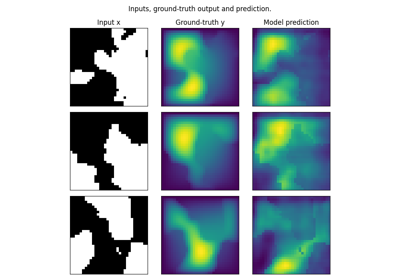 Inputs, ground-truth output and prediction.
Input x
Ground-truth y
Model prediction